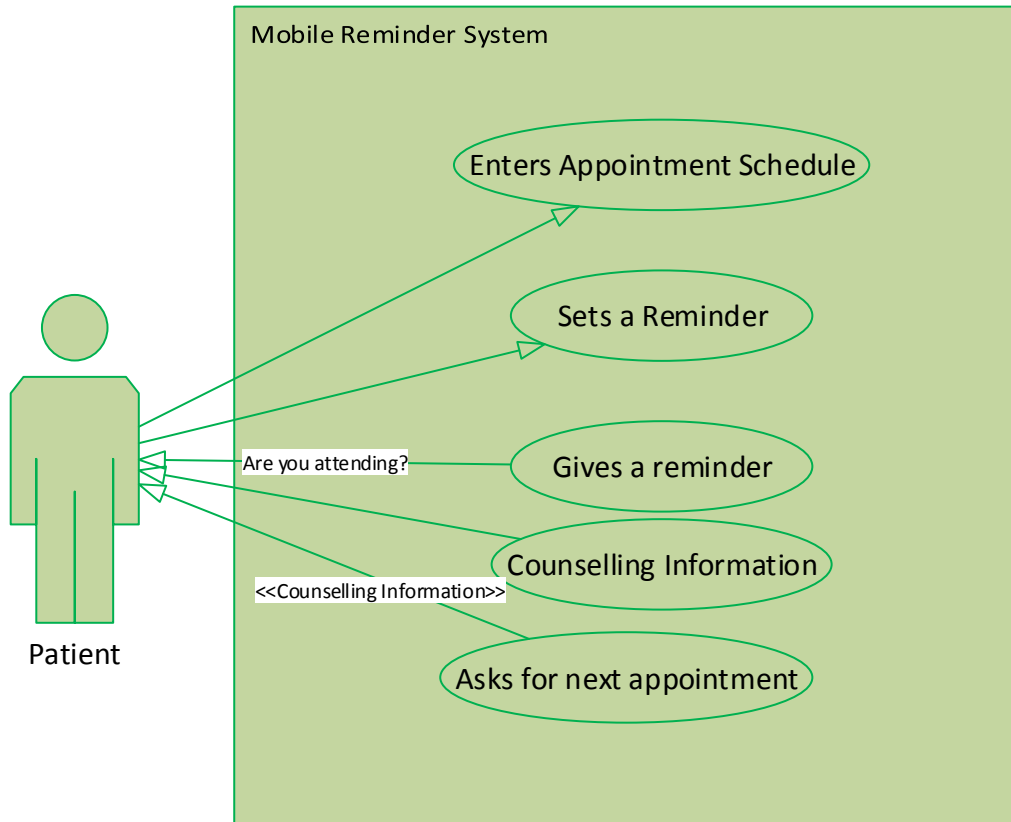 Mobile Reminder System
Enters Appointment Schedule
Sets a Reminder
Are you attending?
Gives a reminder
Counselling Information
<<Counselling Information>>
Patient
Asks for next appointment